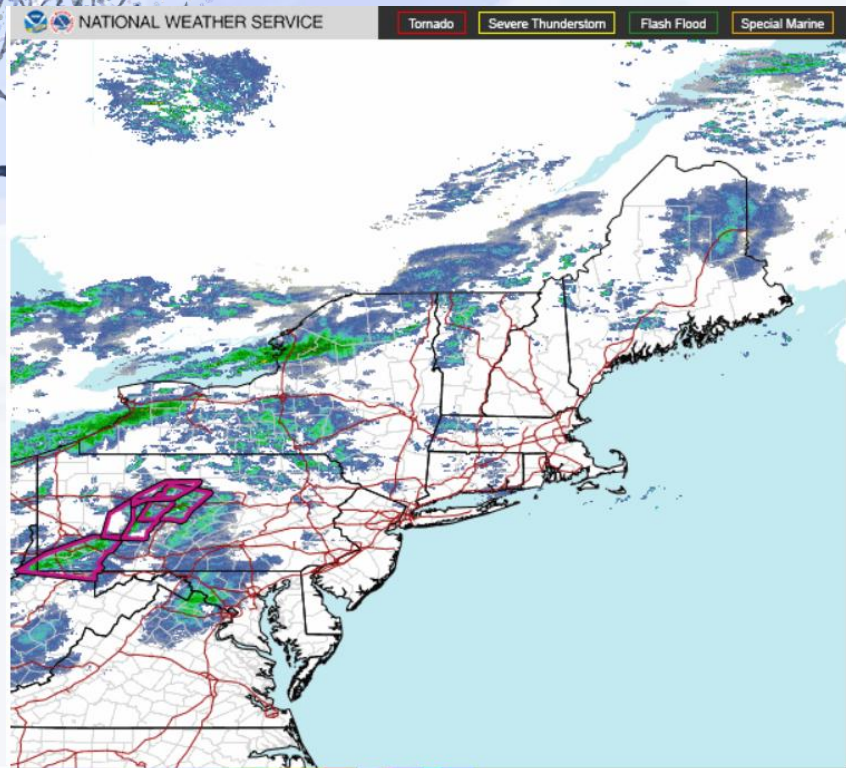 NATIONAL WEATHER SERVICE
Tornado
Severe Thunderstorm
Flash Flood
Special Marine